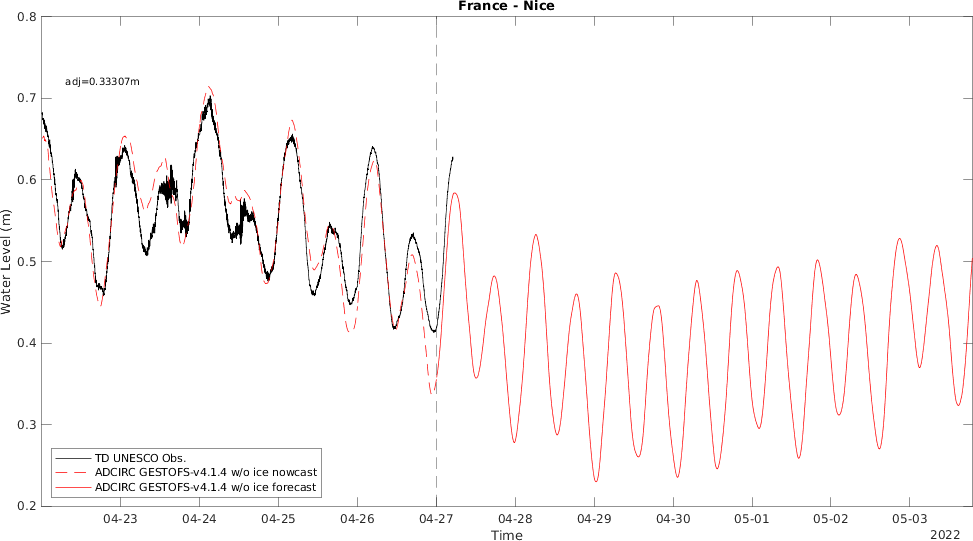 France - Nice
0.8
adj=0.33307m
0.7
0.6
0.5
0.4
0.3
0.2
Water Level (m)
TD UNESCO Obs.
ADCIRC GESTOFS-v4.1.4 w/o ice nowcast
ADCIRC GESTOFS-v4.1.4 w/o ice forecast
04-23 04-24 04-25 04-26 04-27 04-28 04-29 04-30 05-01 05-02 05-03
Time
2022